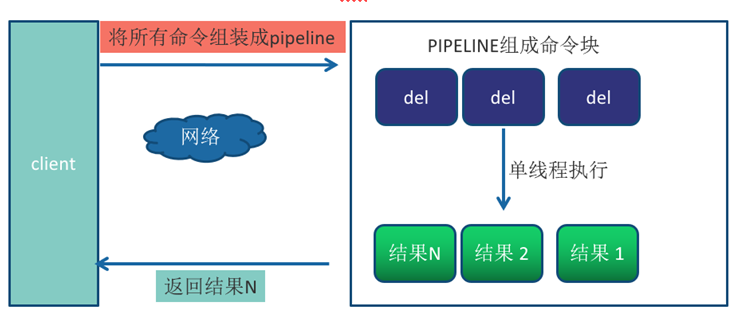 将所有命令组装成pipeline
PIPELINE组成命令块
del
del
del
网络
client
单线程执行
结果N
结果 2
结果 1
返回结果N